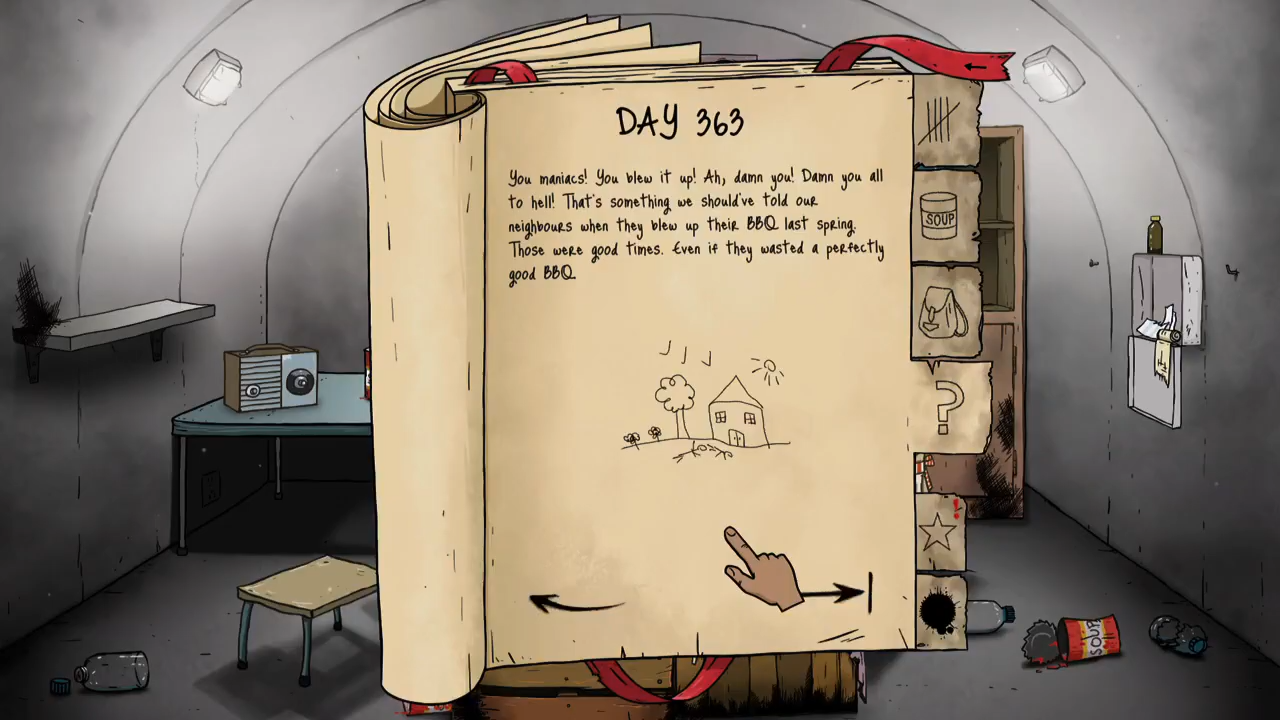 DAY 363
You maniacs! You blew it up! Ah, damn you! Damn you all
to hell! That's something we should've told our
neighbours when they blew up their BBQ last spring.
Those were good times. Even if they wasted a perfectly
good BBQ.
SOUP
SOUP